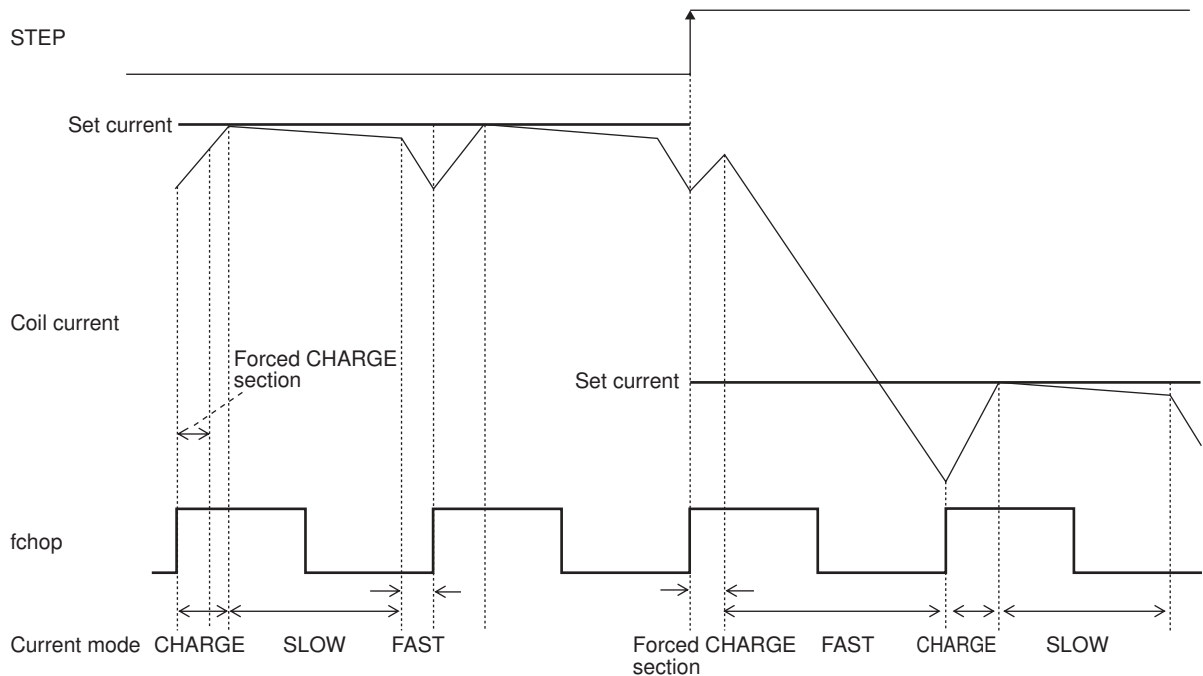 STEP
Set current
Coil current
Forced CHARGE
section
Set current
fchop
Current mode CHARGE SLOW FAST Forced CHARGE FAST CHARGE SLOW
section